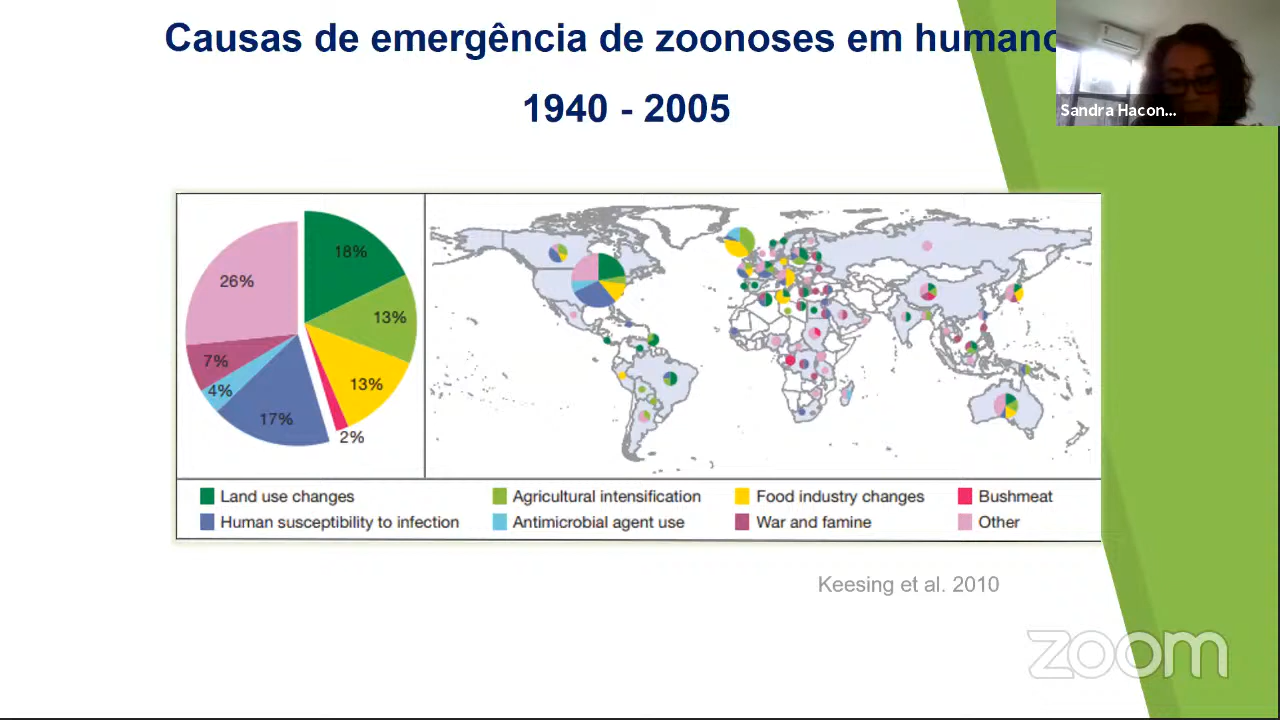 Causas de emergência de zoonoses em humano
1940 - 2005
Sandra Hacon...
18%
26%
13%
7%
13%
4%
17%
2%
Land use changes
Agricultural intensification
Food industry changes
Bushmeat
Human susceptibility to infection
Antimicrobial agent use
War and famine
Other
Keesing et al. 2010
zoom